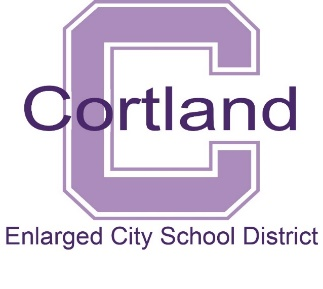 C
Cortland
Enlarged City School District